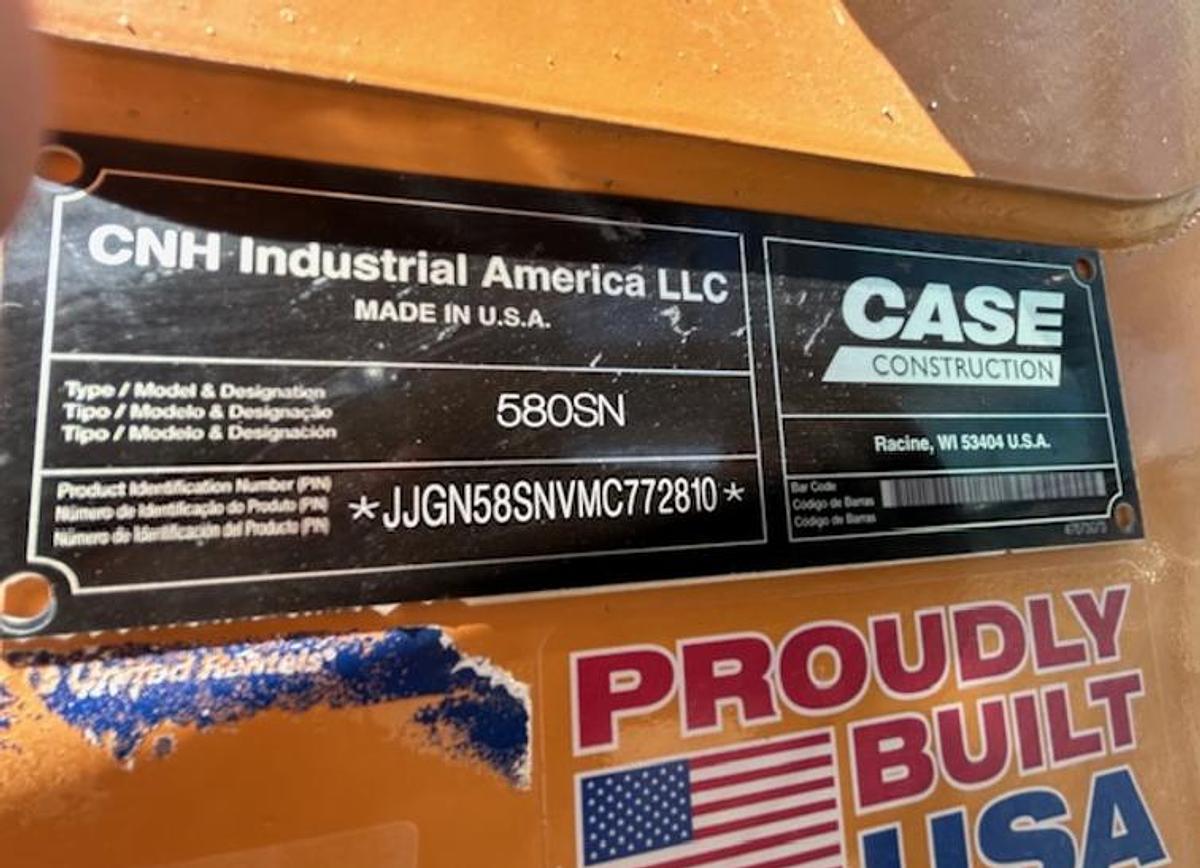 CNH Industrial America LLC
MADE IN U.S.A.
Type / Model & Designation
Tipo / Modelo & Designação
Tipo / Modelo & Designación
580SN
Product Identification Number (PIN)
Número de Identificação do Produto (PIN)
Número de Identificación del Producto (PIN)
*JJGN58SNVMC772810*
CASE
CONSTRUCTION
Racine, WI 53404 U.S.A.
Bar Code
Código de Barras
Código de Barras
United Rentals
PROUDLY
BUILT
USA